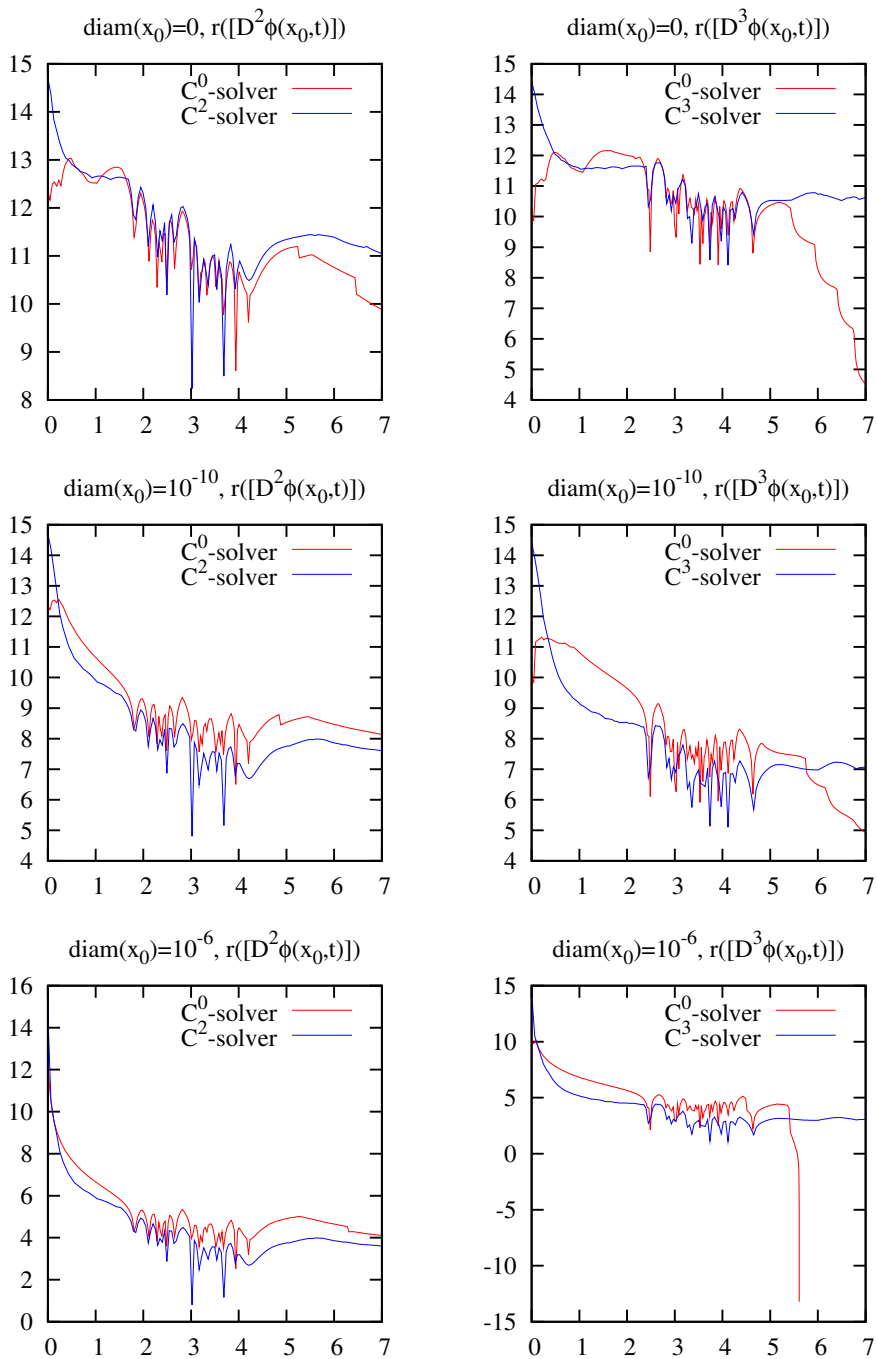 diam(x₀)=0, r([D²ϕ(x₀,t)])
15
14
13
12
11
10
9
8
0 1 2 3 4 5 6 7
C⁰-solver
C²-solver
diam(x₀)=0, r([D³ϕ(x₀,t)])
15
14
13
12
11
10
9
8
7
6
5
4
0 1 2 3 4 5 6 7
C⁰-solver
C³-solver
diam(x₀)=10⁻¹⁰, r([D²ϕ(x₀,t)])
15
14
13
12
11
10
9
8
7
6
5
4
0 1 2 3 4 5 6 7
C⁰-solver
C²-solver
diam(x₀)=10⁻¹⁰, r([D³ϕ(x₀,t)])
15
14
13
12
11
10
9
8
7
6
5
4
0 1 2 3 4 5 6 7
C⁰-solver
C³-solver
diam(x₀)=10⁻⁶, r([D²ϕ(x₀,t)])
16
14
12
10
8
6
4
2
0
0 1 2 3 4 5 6 7
C⁰-solver
C²-solver
diam(x₀)=10⁻⁶, r([D³ϕ(x₀,t)])
15
10
5
0
-5
-10
-15
0 1 2 3 4 5 6 7
C⁰-solver
C³-solver